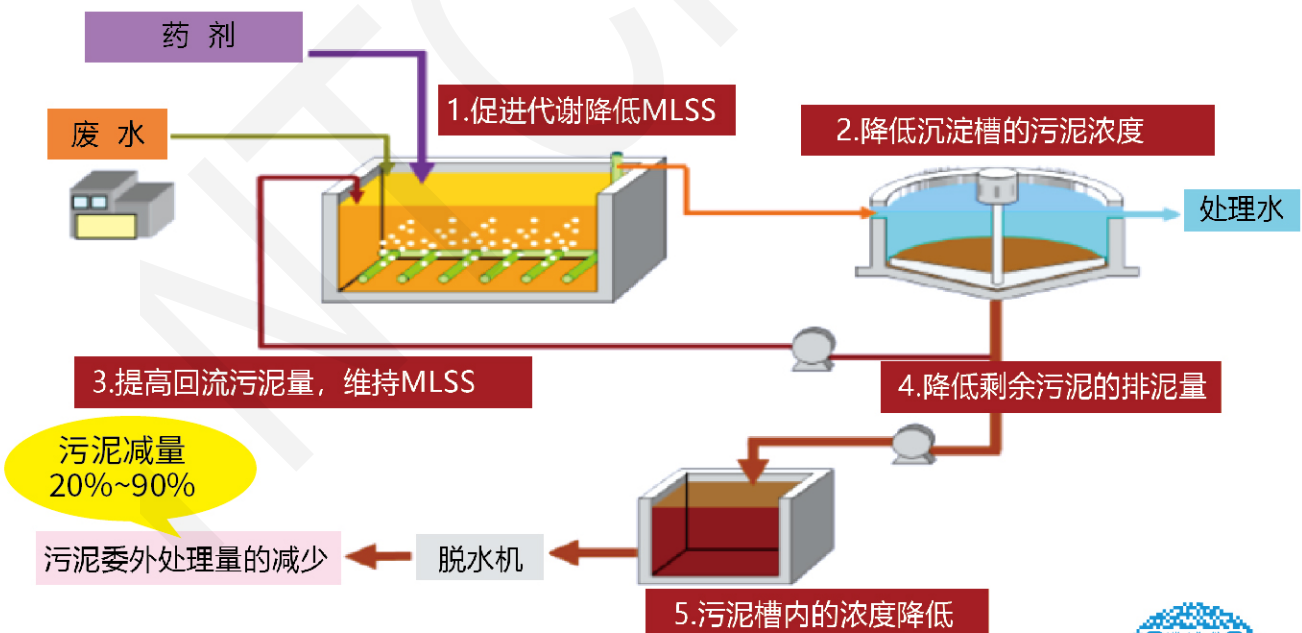 药 剂
1.促进代谢降低MLSS
废 水
2.降低沉淀槽的污泥浓度
处理水
3.提高回流污泥量，维持MLSS
4.降低剩余污泥的排泥量
污泥减量
20%~90%
污泥委外处理量的减少
脱水机
5.污泥槽内的浓度降低